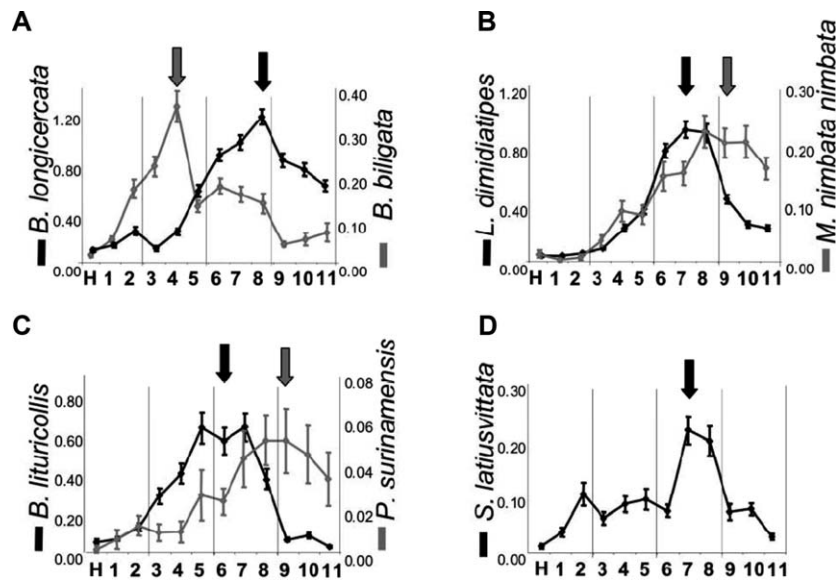 A
B. longicercata
1.20
0.80
0.40
0.00
0.40
0.30
0.20
0.10
0.00
B. biligata
H 1 2 3 4 5 6 7 8 9 10 11
B
L. dimidiatipes
1.20
0.80
0.40
0.00
0.30
0.20
0.10
0.00
M. nimbata nimbata
H 1 2 3 4 5 6 7 8 9 10 11
C
B. lituricollis
0.80
0.60
0.40
0.20
0.00
0.08
0.06
0.04
0.02
0.00
P. surinamensis
H 1 2 3 4 5 6 7 8 9 10 11
D
S. latiusvittata
0.30
0.20
0.10
0.00
H 1 2 3 4 5 6 7 8 9 10 11